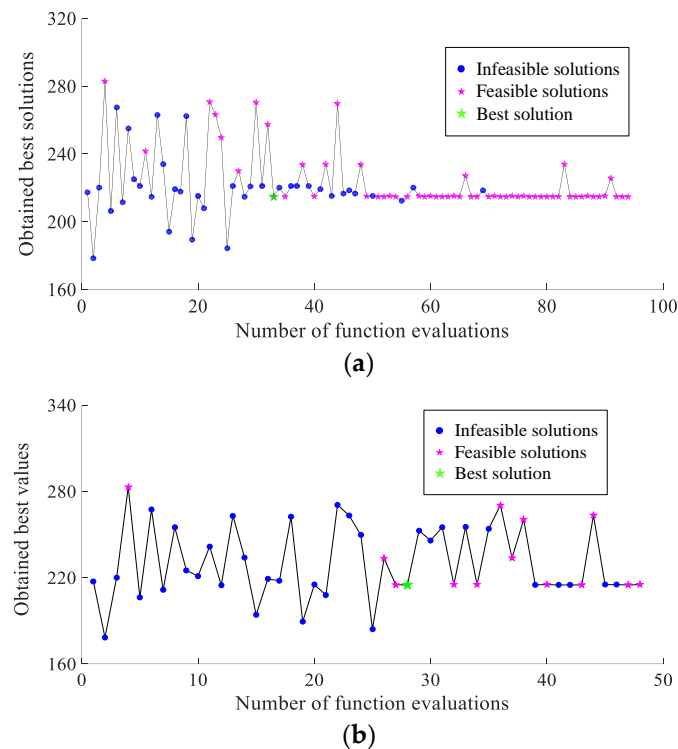 320
280
240
200
160
Obtained best solutions
Infeasible solutions
Feasible solutions
Best solution
0
20
40
60
80
100
Number of function evaluations
(a)
340
280
220
160
Obtained best values
Infeasible solutions
Feasible solutions
Best solution
0
10
20
30
40
50
Number of function evaluations
(b)